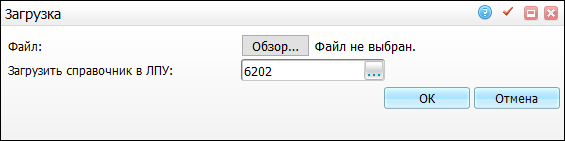 Загрузка
Файл: Обзор... Файл не выбран.
Загрузить справочник в ЛПУ: 6202 ...
ОК Отмена